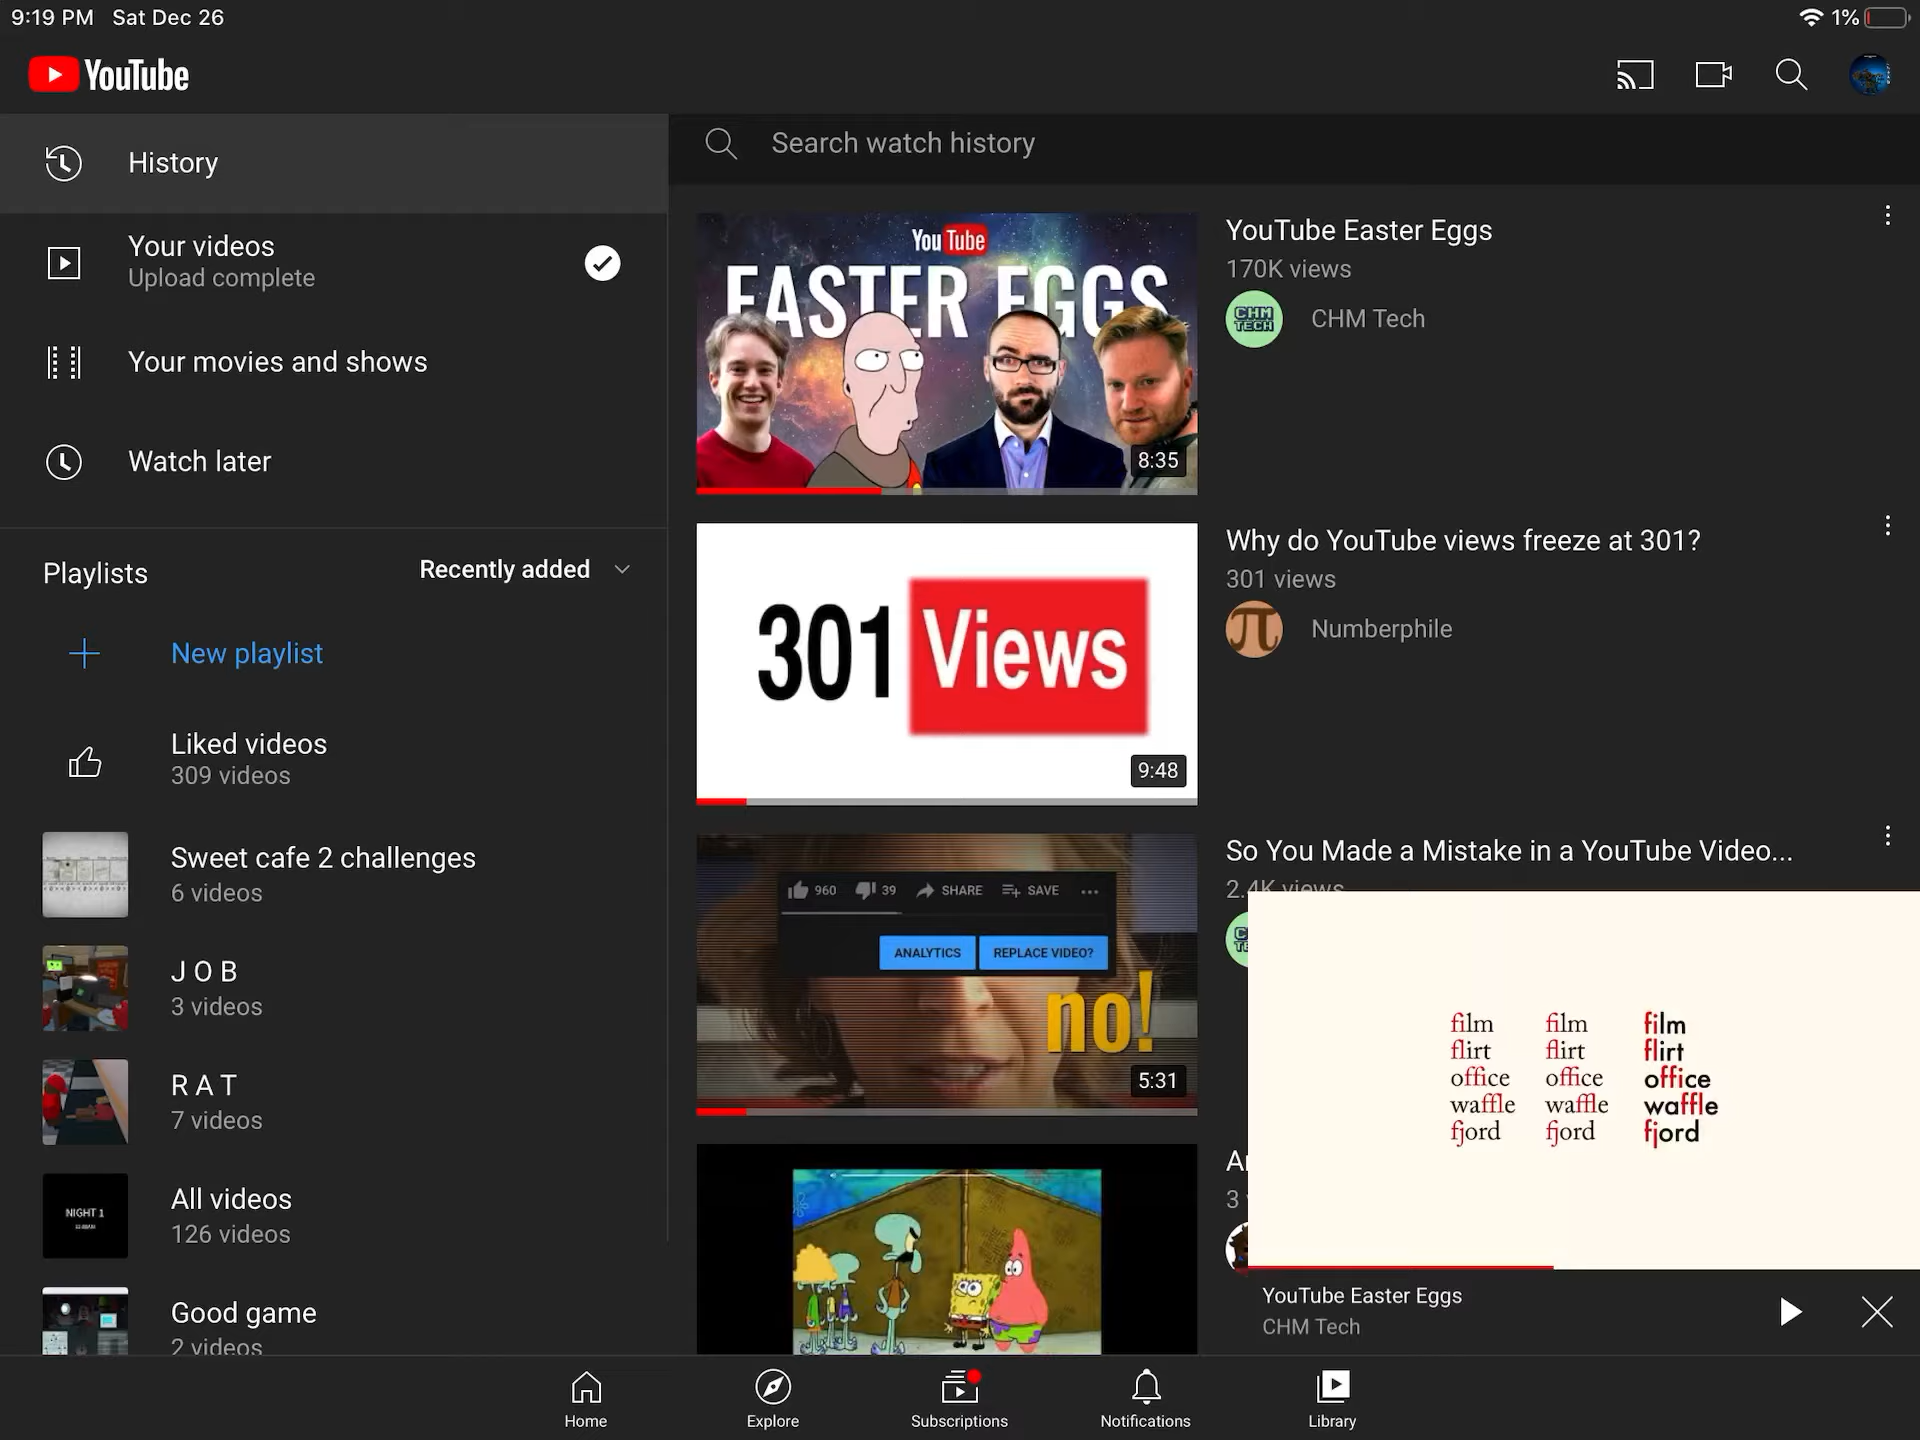 9:19 PM Sat Dec 26
1%
YouTube
History
Your videos
Upload complete
Your movies and shows
Watch later
Playlists
Recently added
New playlist
Liked videos
309 videos
Sweet cafe 2 challenges
6 videos
J O B
3 videos
R A T
7 videos
NIGHT 1
All videos
126 videos
Good game
2 videos
Search watch history
YouTube
EASTER EGGS
8:35
YouTube Easter Eggs
170K views
CHM TECH
CHM Tech
301 Views
9:48
Why do YouTube views freeze at 301?
301 views
Numberphile
960 39 SHARE SAVE
ANALYTICS REPLACE VIDEO?
no!
5:31
So You Made a Mistake in a YouTube Video...
2.4K views
film film film
flirt flirt flirt
office office office
waffle waffle waffle
fjord fjord fjord
YouTube Easter Eggs
CHM Tech
Home
Explore
Subscriptions
Notifications
Library